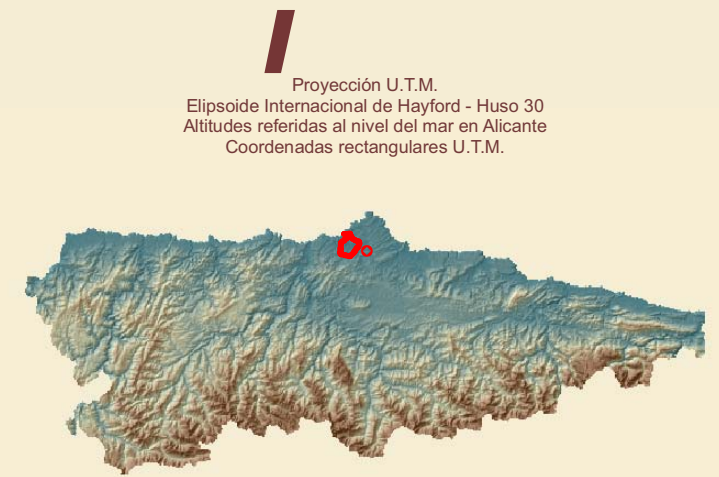 Proyección U.T.M.
Elipsoide Internacional de Hayford - Huso 30
Altitudes referidas al nivel del mar en Alicante
Coordenadas rectangulares U.T.M.